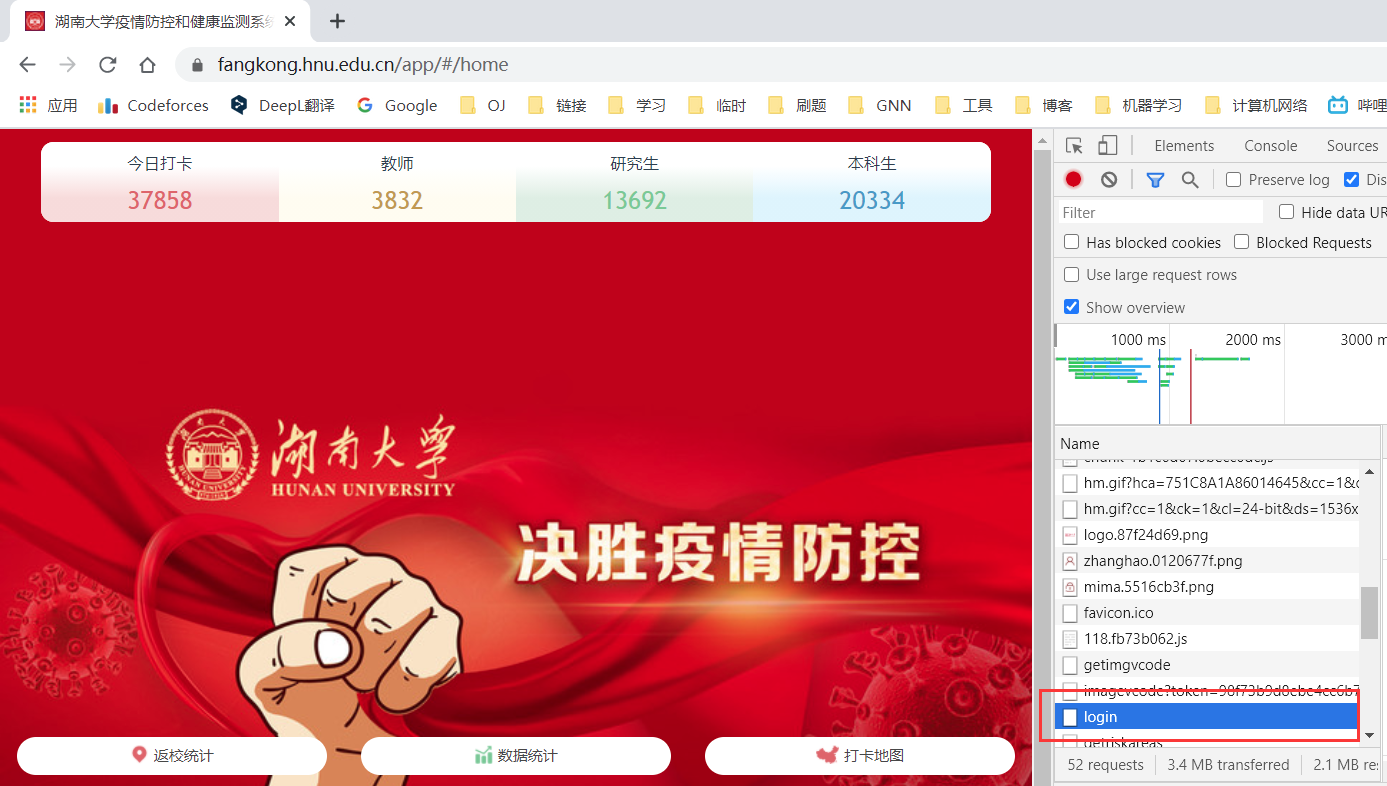 湖南大学疫情防控和健康监测系统
fangkong.hnu.edu.cn/app/#/home
应用 Codeforces DeepL翻译 Google OJ 链接 学习 临时 刷题 GNN 工具 博客 机器学习 计算机网络 哔哩
今日打卡 教师 研究生 本科生
37858 3832 13692 20334
湖南大学
HUNAN UNIVERSITY
决胜疫情防控
返校统计 数据统计 打卡地图
Elements Console Sources
Preserve log Dis
Filter Hide data UR
Has blocked cookies Blocked Requests
Use large request rows
Show overview
1000 ms 2000 ms 3000 m
Name
hm.gif?hca=751C8A1A86014645&cc=1&c
hm.gif?cc=1&ck=1&cl=24-bit&ds=1536x
logo.87f24d69.png
zhanghao.0120677f.png
mima.5516cb3f.png
favicon.ico
118.fb73b062.js
getimgvcode
imagevcode?token=98f73b9d8ebe4cc6b7
login
getriskareas
52 requests 3.4 MB transferred 2.1 MB res